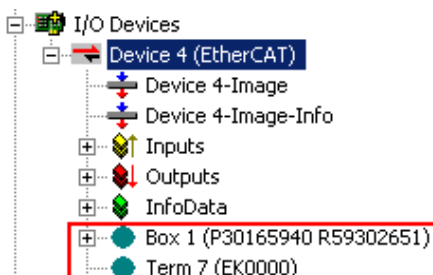 I/O Devices
Device 4 (EtherCAT)
Device 4-Image
Device 4-Image-Info
Inputs
Outputs
InfoData
Box 1 (P30165940 R59302651)
Term 7 (EK0000)